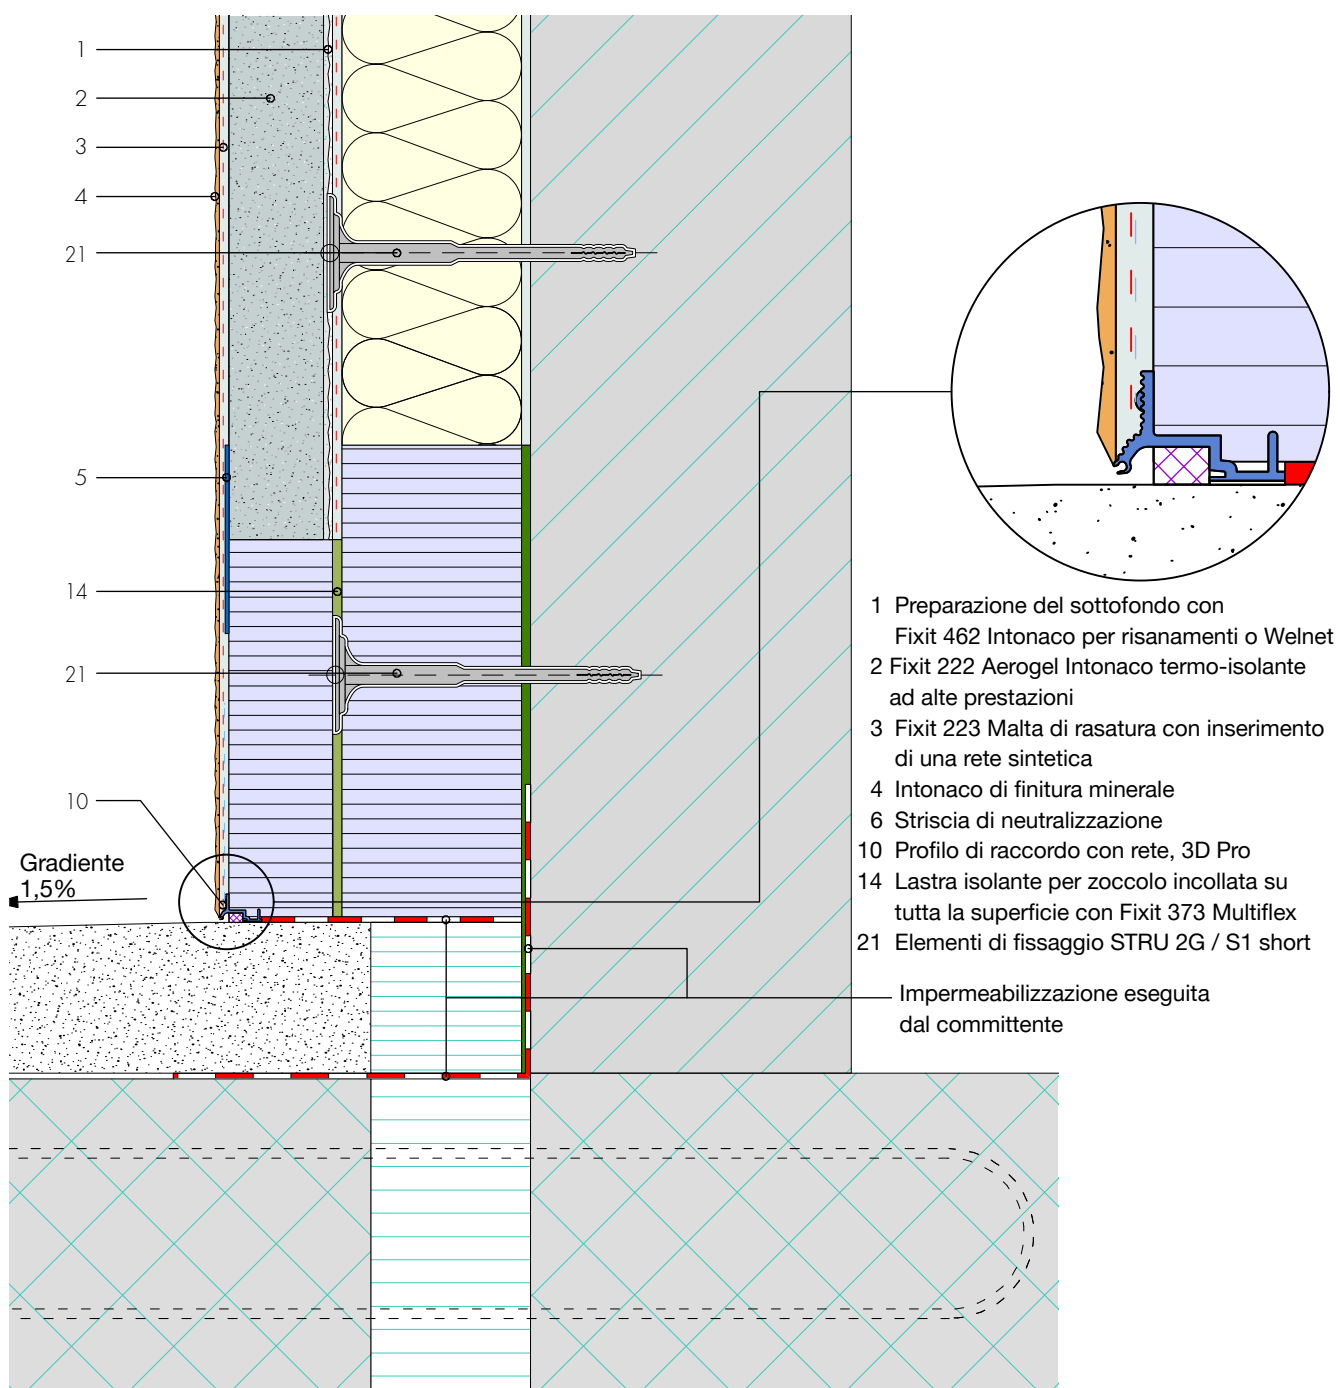 1
2
3
4
21
5
14
21
10
Gradiente
1,5%
1 Preparazione del sottofondo con
Fixit 462 Intonaco per risanamenti o Welnet
2 Fixit 222 Aerogel Intonaco termo-isolante
ad alte prestazioni
3 Fixit 223 Malta di rasatura con inserimento
di una rete sintetica
4 Intonaco di finitura minerale
6 Striscia di neutralizzazione
10 Profilo di raccordo con rete, 3D Pro
14 Lastra isolante per zoccolo incollata su
tutta la superficie con Fixit 373 Multiflex
21 Elementi di fissaggio STRU 2G / S1 short
Impermeabilizzazione eseguita
dal committente